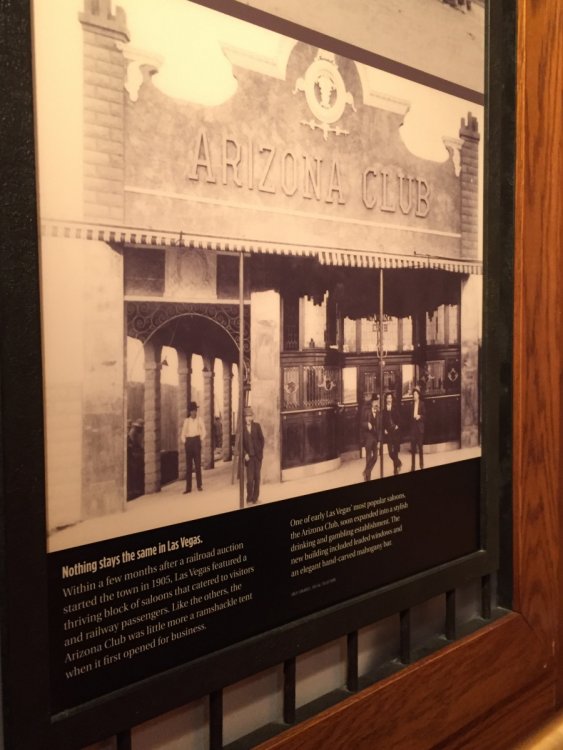 ARIZONA CLUB
Nothing stays the same in Las Vegas.
Within a few months after a railroad auction
started the town in 1905, Las Vegas featured a
thriving block of saloons that catered to visitors
and railway passengers. Like the others, the
Arizona Club was little more a ramshackle tent
when it first opened for business.
One of early Las Vegas' most popular saloons,
the Arizona Club, soon expanded into a stylish
drinking and gambling establishment. The
new building included leaded windows and
an elegant hand-carved mahogany bar.